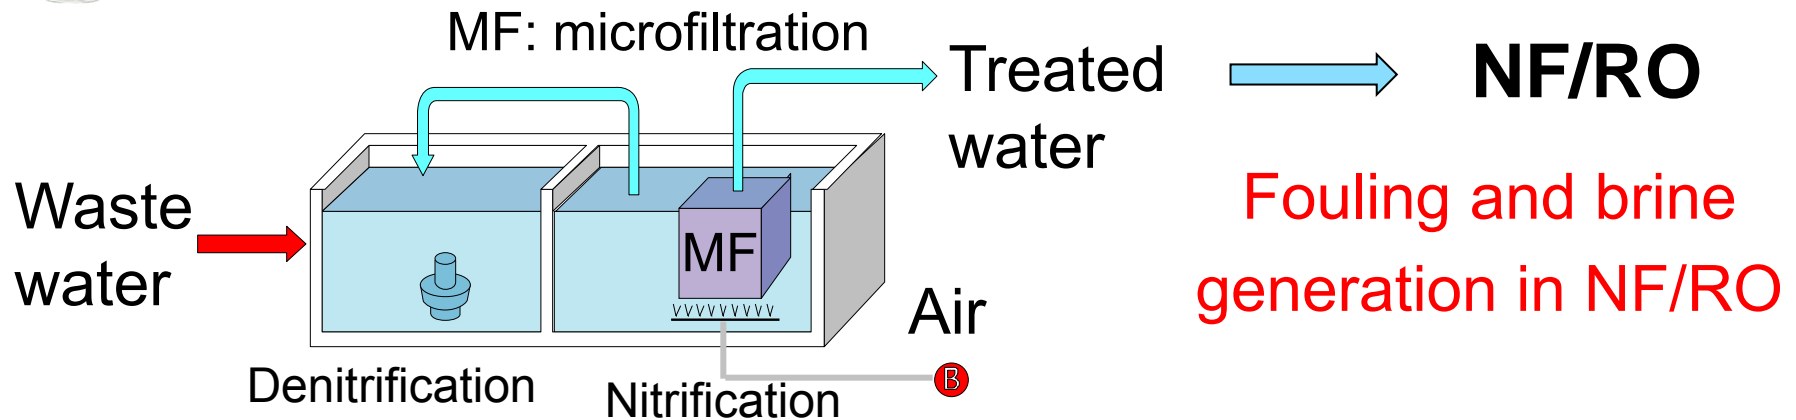 MF: microfiltration
Treated
water
NF/RO
Waste
water
MF
Air
B
Fouling and brine
generation in NF/RO
Denitrification
Nitrification